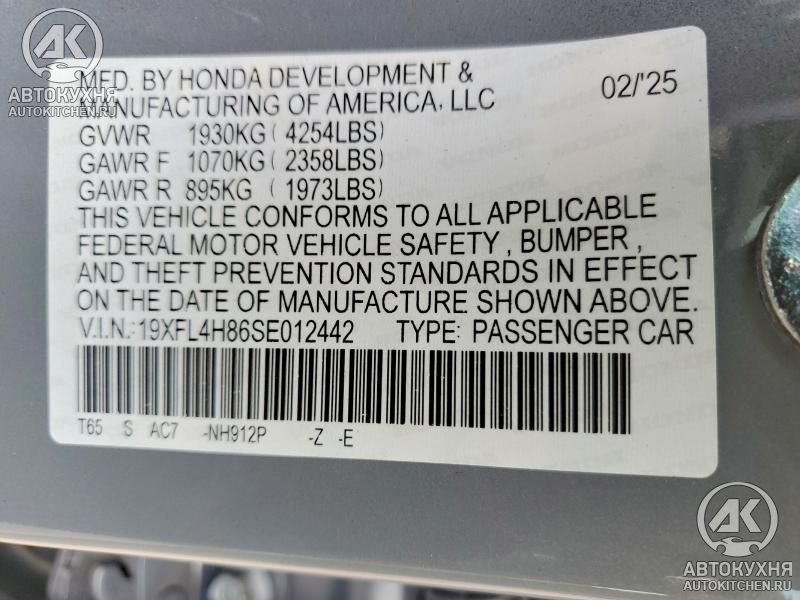 MFD. BY HONDA DEVELOPMENT &
MANUFACTURING OF AMERICA, LLC
02/'25
GVWR 1930KG ( 4254LBS)
GAWR F 1070KG ( 2358LBS)
GAWR R 895KG ( 1973LBS)
THIS VEHICLE CONFORMS TO ALL APPLICABLE
FEDERAL MOTOR VEHICLE SAFETY , BUMPER ,
AND THEFT PREVENTION STANDARDS IN EFFECT
ON THE DATE OF MANUFACTURE SHOWN ABOVE.
V.I.N.:19XFL4H86SE012442 TYPE: PASSENGER CAR
T65 S AC7 -NH912P -Z -E
АК
АВТОКУХНЯ
AUTOKITCHEN.RU
АК
АВТОКУХНЯ
AUTOKITCHEN.RU